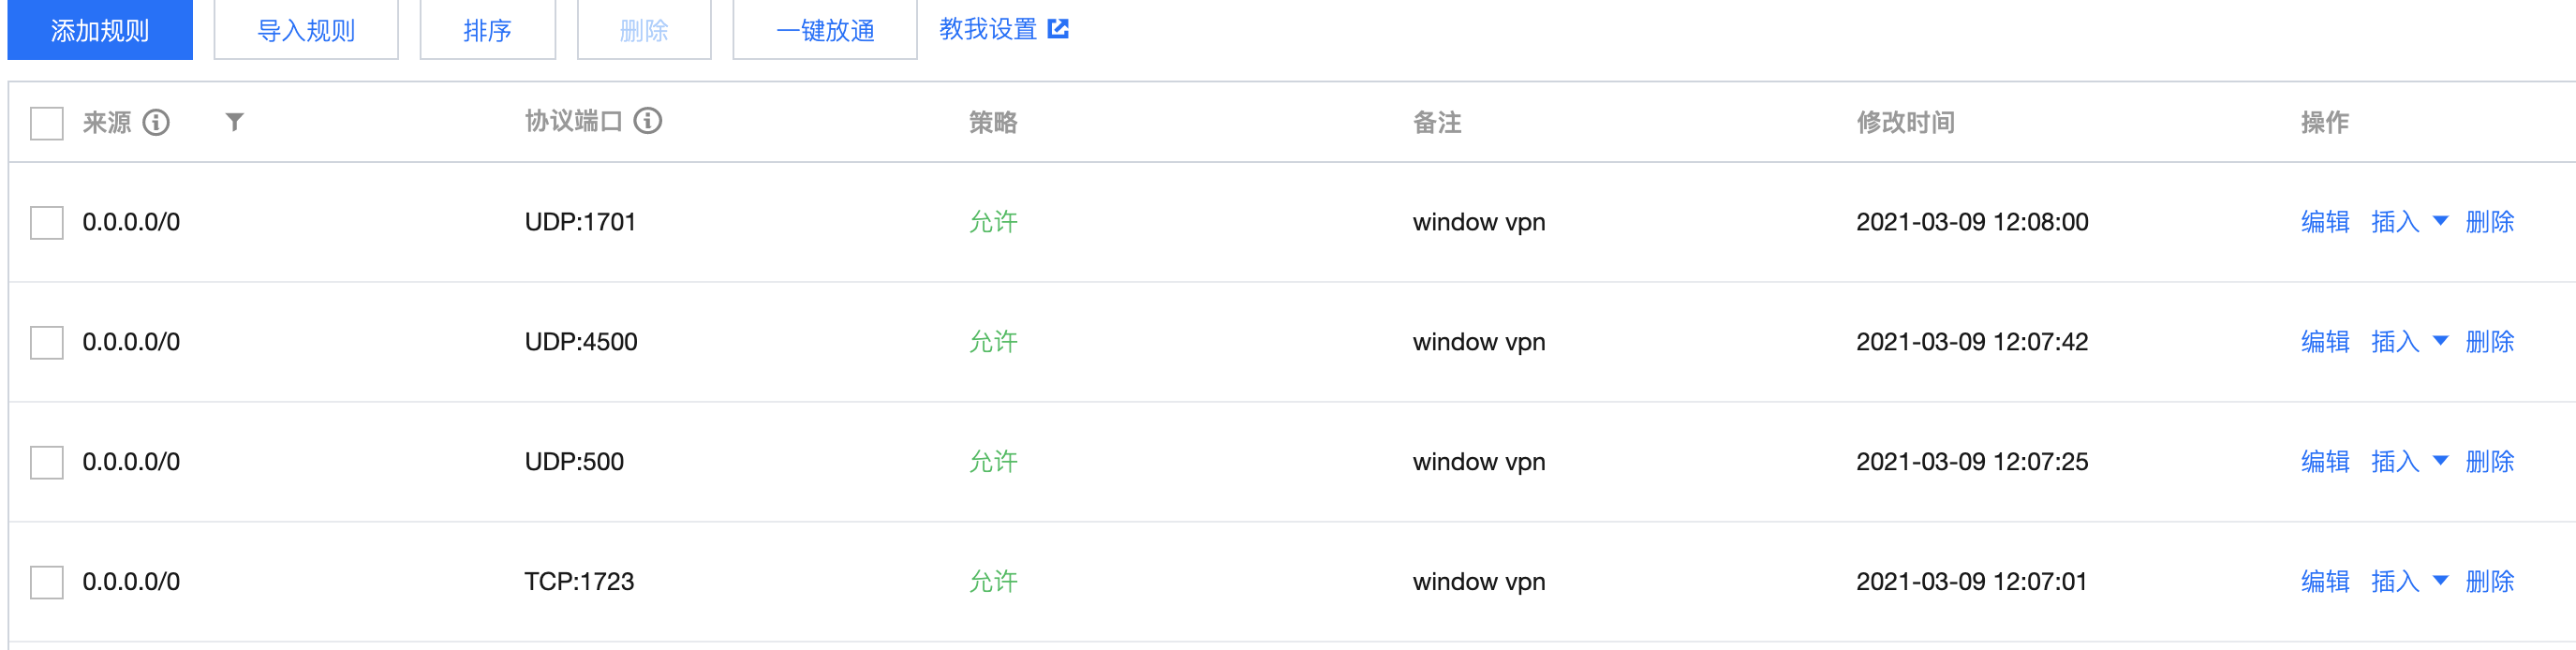 添加规则 导入规则 排序 删除 一键放通 教我设置
来源 协议端口 策略 备注 修改时间 操作
0.0.0.0/0 UDP:1701 允许 window vpn 2021-03-09 12:08:00 编辑 插入 删除
0.0.0.0/0 UDP:4500 允许 window vpn 2021-03-09 12:07:42 编辑 插入 删除
0.0.0.0/0 UDP:500 允许 window vpn 2021-03-09 12:07:25 编辑 插入 删除
0.0.0.0/0 TCP:1723 允许 window vpn 2021-03-09 12:07:01 编辑 插入 删除